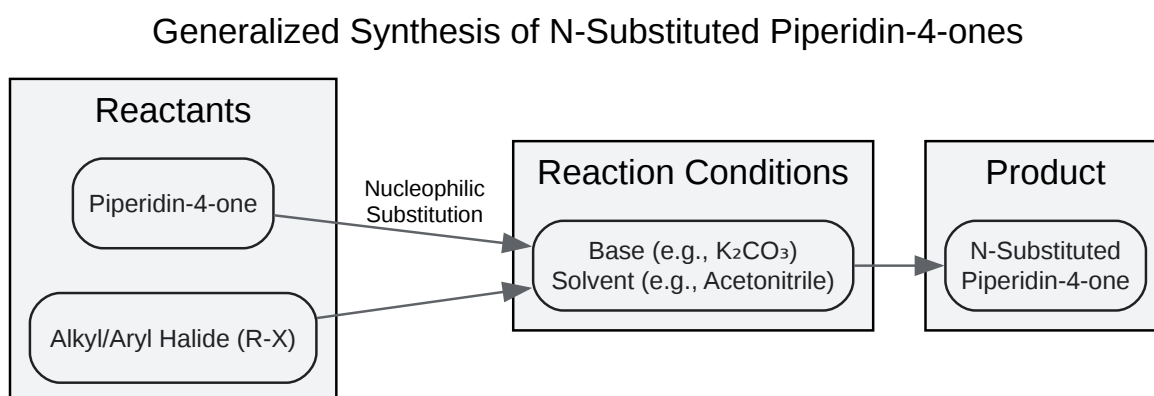 Generalized Synthesis of N-Substituted Piperidin-4-ones
Reactants
Piperidin-4-one
Alkyl/Aryl Halide (R-X)
Nucleophilic
Substitution
Reaction Conditions
Base (e.g., K₂CO₃)
Solvent (e.g., Acetonitrile)
Product
N-Substituted
Piperidin-4-one